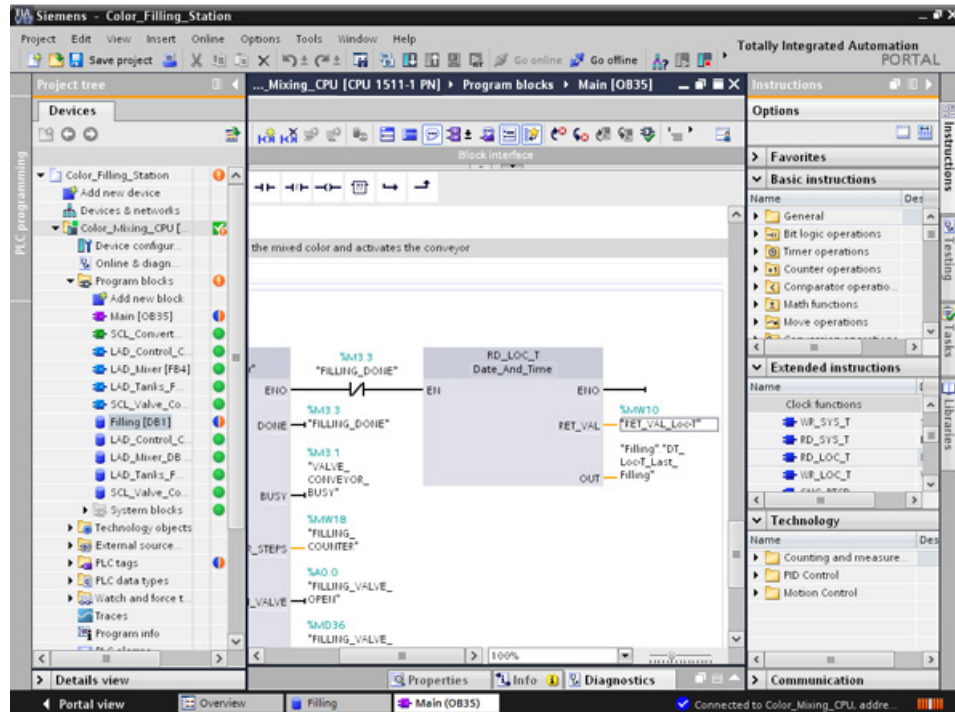 Siemens - Color_Filling_Station
Project Edit View Insert Online Options Tools Window Help
Totally Integrated Automation
PORTAL
Save project
Go online
Go offline
Project tree
..._Mixing_CPU [CPU 1511-1 PN] Program blocks Main [OB35]
Instructions
Devices
Options
Block interface
PLC programming
Color_Filling_Station
Add new device
Devices & networks
Color_Mixing_CPU [...
Device configur...
Online & diagn...
Program blocks
Add new block
Main [OB35]
SCL_Convert...
LAD_Control_C...
LAD_Mixer [FB4]
LAD_Tanks_F...
SCL_Valve_Co...
Filling [DB1]
LAD_Control_C...
LAD_Mixer_DB...
LAD_Tanks_F...
SCL_Valve_Co...
System blocks
Technology objects
External source...
PLC tags
PLC data types
Watch and force t...
Traces
Program info
Details view
the mixed color and activates the conveyor
%M3.3
"FILLING_DONE"
RD_LOC_T
Date_And_Time
ENO
EN
ENO
%M3.3
DONE "FILLING_DONE"
%MW10
RET_VAL "RET_VAL_Loc-T"
%M3.1
"VALVE_
CONVEYOR_
BUSY BUSY"
"Filling"."DT_
Loc-T_Last_
OUT Filling"
%MW18
"FILLING_
_STEPS COUNTER"
%A0.0
"FILLING_VALVE_
_VALVE OPEN"
%MD36
"FILLING_VALVE_
100%
Properties
Info
Diagnostics
Favorites
Basic instructions
Name Des
General
Bit logic operations
Timer operations
Counter operations
Comparator operatio...
Math functions
Move operations
Extended instructions
Name
Clock functions
WR_SYS_T
RD_SYS_T
RD_LOC_T
WR_LOC_T
Technology
Name Des
Counting and measure...
PID Control
Motion Control
Communication
Instructions
Testing
Tasks
Libraries
Portal view
Overview
Filling
Main (OB35)
Connected to Color_Mixing_CPU, addre...